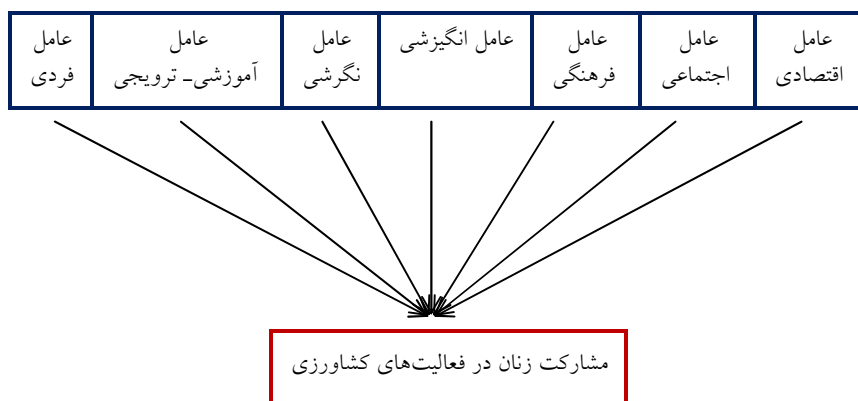 عامل
اقتصادی
عامل
اجتماعی
عامل
فرهنگی
عامل انگیزشی
عامل
نگرشی
عامل
آموزشی- ترویجی
عامل
فردی
مشارکت زنان در فعالیت‌های کشاورزی